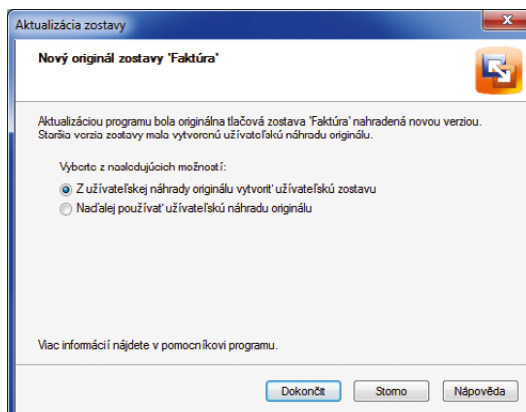 Aktualizácia zostavy
Nový originál zostavy 'Faktúra'
Aktualizáciou programu bola originálna tlačová zostava 'Faktúra' nahradená novou verziou.
Staršia verzia zostavy mala vytvorenú užívateľskú náhradu originálu.
Vyberte z nasledujúcich možností:
Z užívateľskej náhrady originálu vytvoriť užívateľskú zostavu
Naďalej používať užívateľskú náhradu originálu
Viac informácií nájdete v pomocníkovi programu.
Dokončit
Storno
Nápověda